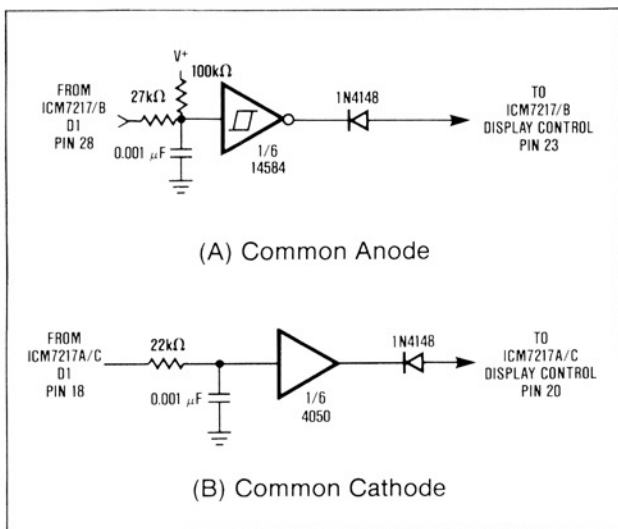 V+
FROM
ICM7217/B
D1
PIN 28
27kΩ
100kΩ
0.001 μF
1/6
14584
1N4148
TO
ICM7217/B
DISPLAY CONTROL
PIN 23
(A) Common Anode
FROM
ICM7217A/C
D1
PIN 18
22kΩ
0.001 μF
1/6
4050
1N4148
TO
ICM7217A/C
DISPLAY CONTROL
PIN 20
(B) Common Cathode